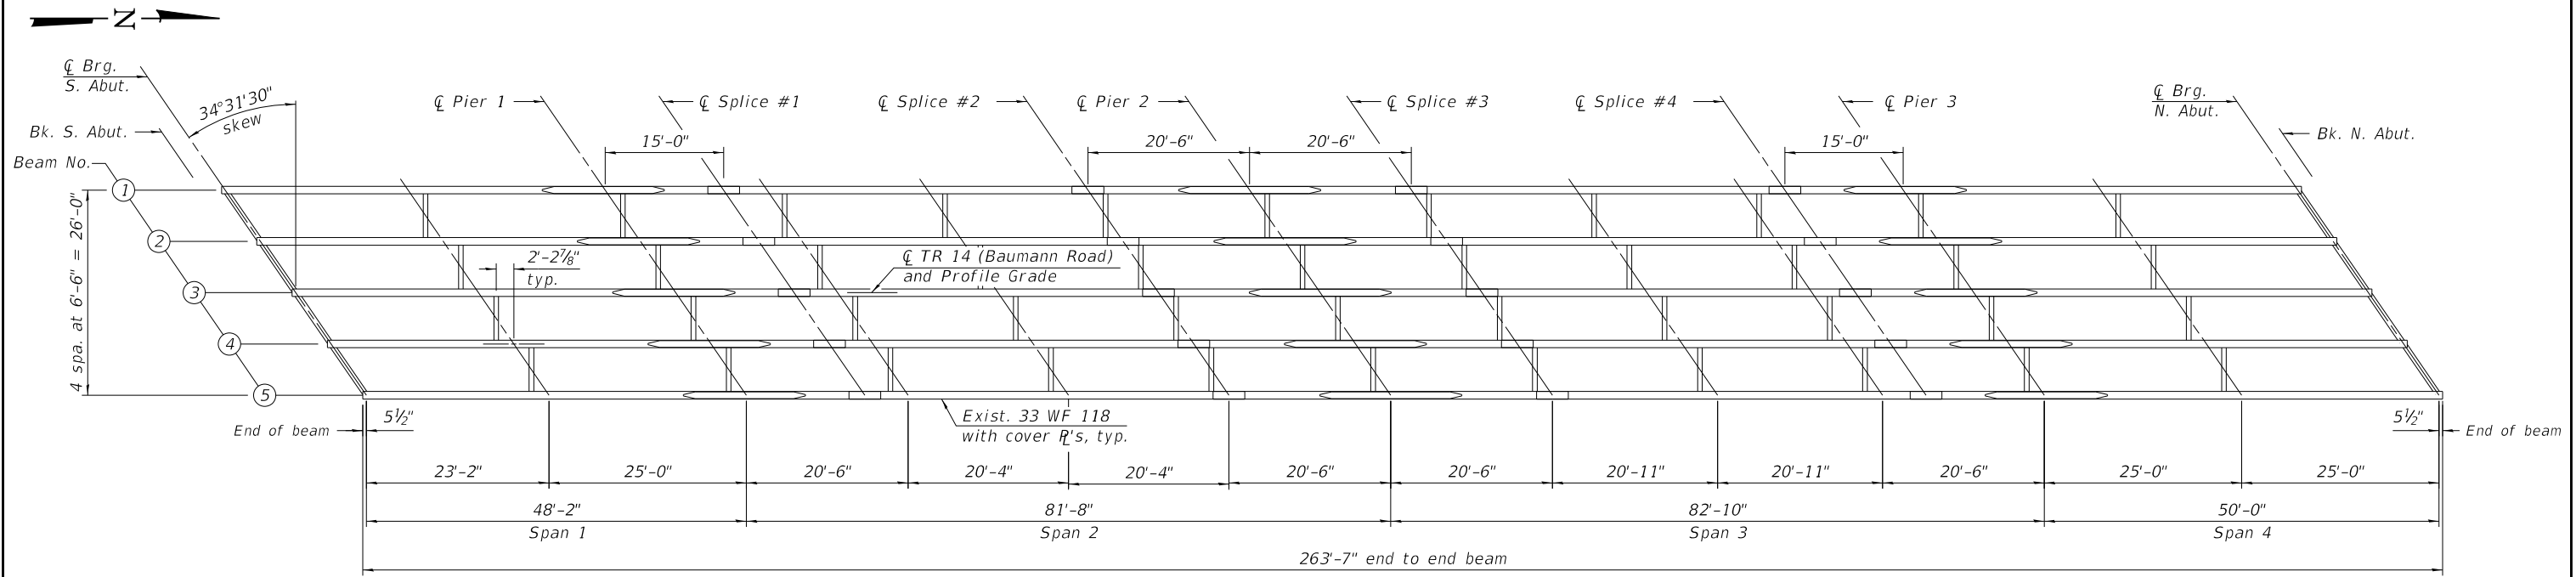 N
℄ Brg.
S. Abut.
34°31'30"
skew
Bk. S. Abut.
Beam No.
℄ Pier 1
℄ Splice #1
℄ Splice #2
℄ Pier 2
℄ Splice #3
℄ Splice #4
℄ Pier 3
℄ Brg.
N. Abut.
Bk. N. Abut.
15'-0"
20'-6"
20'-6"
15'-0"
1
2
3
4
5
4 spa. at 6'-6" = 26'-0"
2'-2⅞"
typ.
℄ TR 14 (Baumann Road)
and Profile Grade
Exist. 33 WF 118
with cover ⅊'s, typ.
End of beam
5½"
5½"
End of beam
23'-2"
25'-0"
20'-6"
20'-4"
20'-4"
20'-6"
20'-6"
20'-11"
20'-11"
20'-6"
25'-0"
25'-0"
48'-2"
Span 1
81'-8"
Span 2
82'-10"
Span 3
50'-0"
Span 4
263'-7" end to end beam